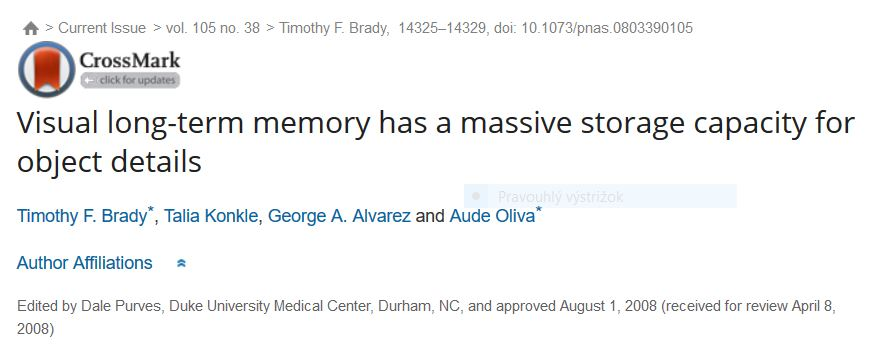 > Current Issue > vol. 105 no. 38 > Timothy F. Brady, 14325–14329, doi: 10.1073/pnas.0803390105
CrossMark
click for updates
Visual long-term memory has a massive storage capacity for
object details
Pravouhlý výstrižok
Timothy F. Brady*, Talia Konkle, George A. Alvarez and Aude Oliva*
Author Affiliations
Edited by Dale Purves, Duke University Medical Center, Durham, NC, and approved August 1, 2008 (received for review April 8,
2008)